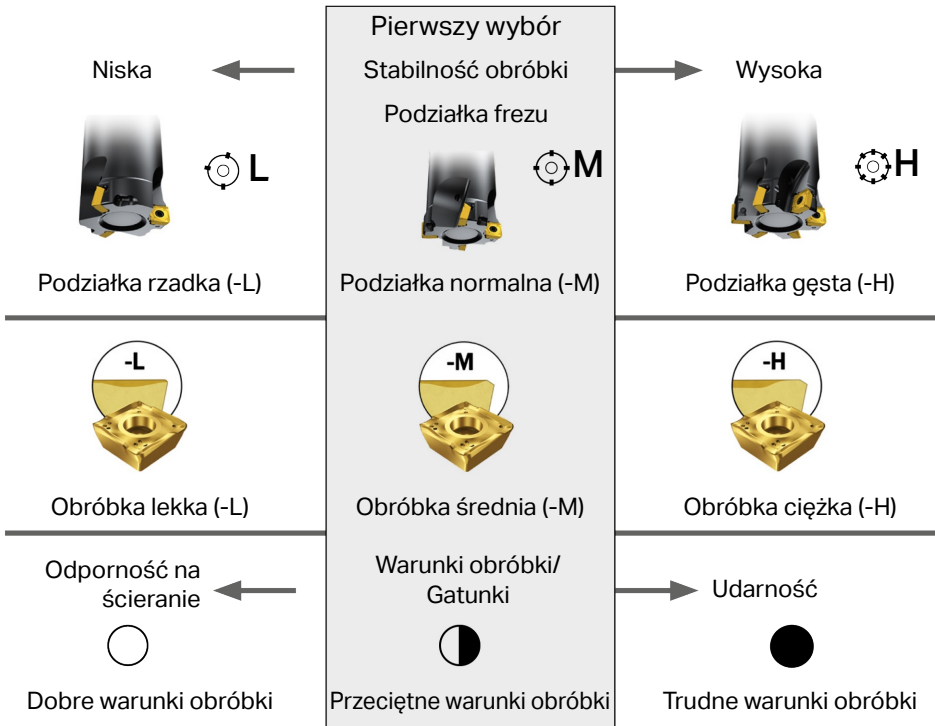 Pierwszy wybór
Niska
Stabilność obróbki
Wysoka
Podziałka frezu
L
M
H
Podziałka rzadka (-L)
Podziałka normalna (-M)
Podziałka gęsta (-H)
-L
-M
-H
Obróbka lekka (-L)
Obróbka średnia (-M)
Obróbka ciężka (-H)
Odporność na
ścieranie
Warunki obróbki/
Gatunki
Udarność
Dobre warunki obróbki
Przeciętne warunki obróbki
Trudne warunki obróbki